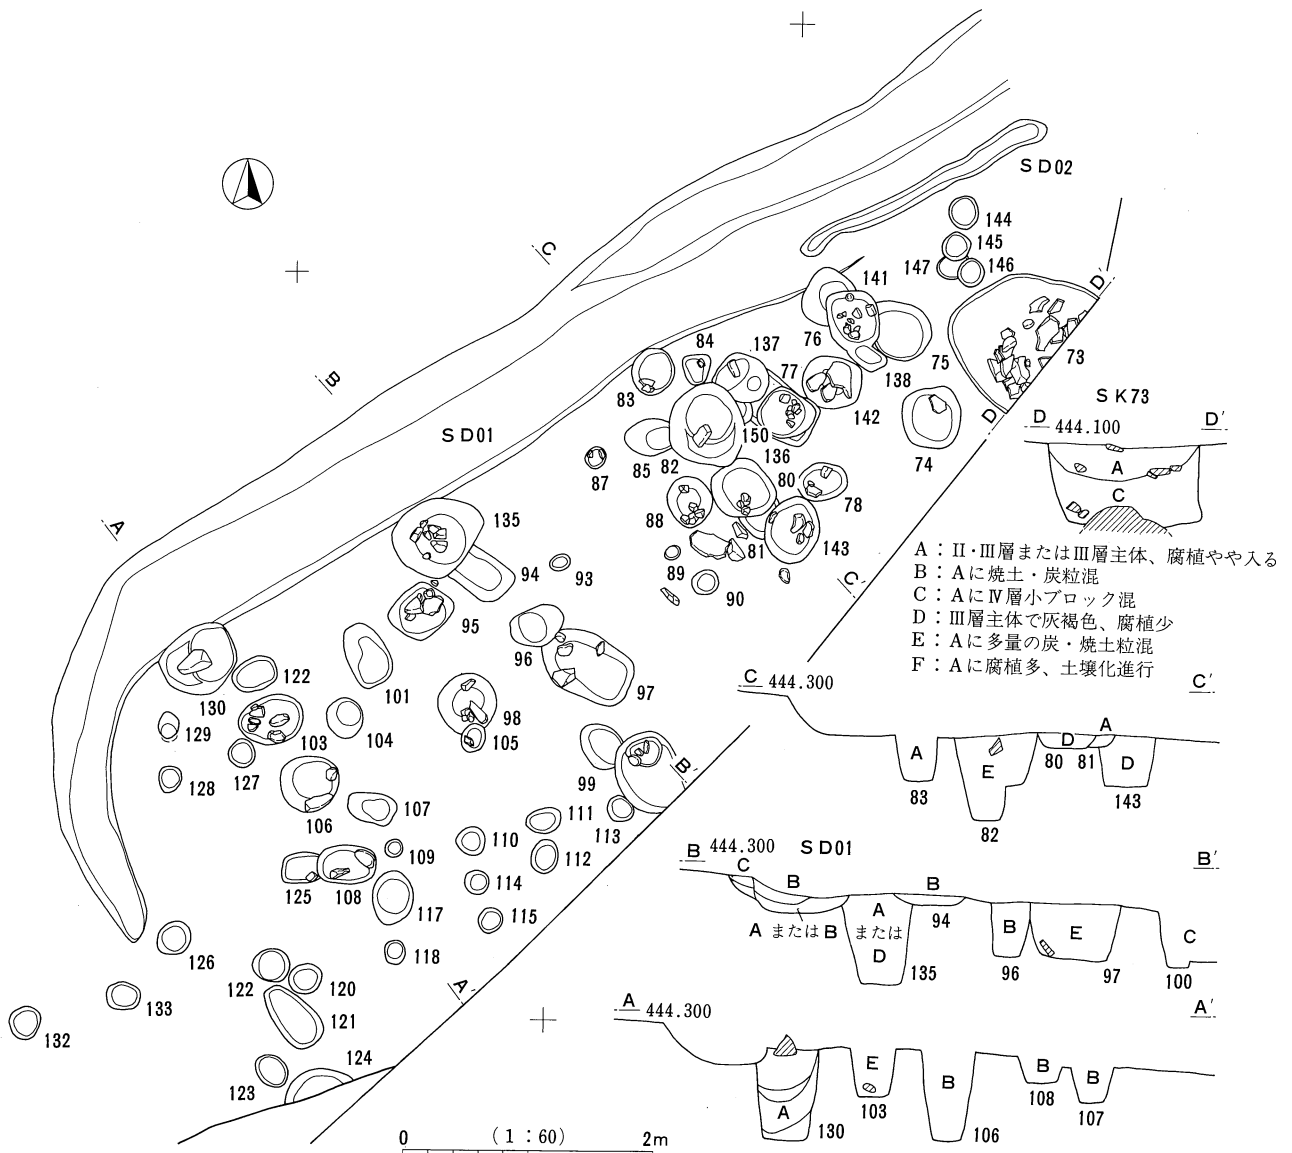 SD02
144
145
147
146
141
76
75
73
138
84
137
77
83
142
150
136
74
SD01
85
82
87
80
78
88
81
143
89
90
135
94
93
95
96
97
101
122
130
129
103
104
98
105
127
128
99
106
107
111
113
110
112
109
125
108
114
117
115
118
126
122
120
133
121
132
124
123
A
B
C
D
D'
C'
B'
A'
SK73
D 444.100 D'
A
C
A:II・III層またはIII層主体、腐植やや入る
B:Aに焼土・炭粒混
C:AにⅣ層小ブロック混
D:III層主体で灰褐色、腐植少
E:Aに多量の炭・焼土粒混
F:Aに腐植多、土壌化進行
C 444.300 C'
A
A E D D
83 82 80 81 143
B 444.300 SD01 B'
C B B
A または B
A または D
94
B E C
135 96 97 100
A 444.300 A'
A E B B B
130 103 106 108 107
0 (1:60) 2m